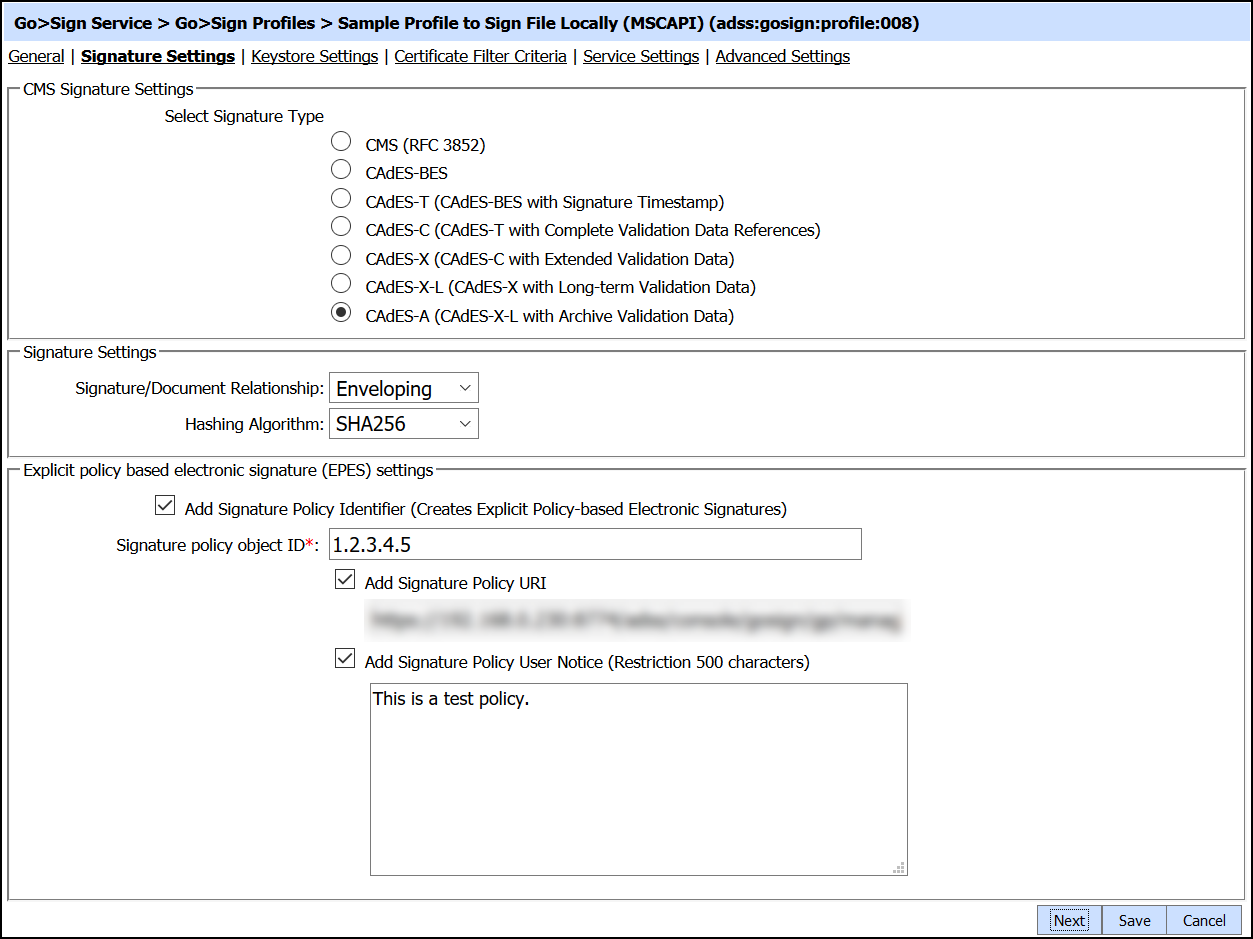 Go>Sign Service > Go>Sign Profiles > Sample Profile to Sign File Locally (MSCAPI) (adss:gosign:profile:008)
General | Signature Settings | Keystore Settings | Certificate Filter Criteria | Service Settings | Advanced Settings
CMS Signature Settings
Select Signature Type
CMS (RFC 3852)
CAdES-BES
CAdES-T (CAdES-BES with Signature Timestamp)
CAdES-C (CAdES-T with Complete Validation Data References)
CAdES-X (CAdES-C with Extended Validation Data)
CAdES-X-L (CAdES-X with Long-term Validation Data)
CAdES-A (CAdES-X-L with Archive Validation Data)
Signature Settings
Signature/Document Relationship: Enveloping
Hashing Algorithm: SHA256
Explicit policy based electronic signature (EPES) settings
Add Signature Policy Identifier (Creates Explicit Policy-based Electronic Signatures)
Signature policy object ID*: 1.2.3.4.5
Add Signature Policy URI
Add Signature Policy User Notice (Restriction 500 characters)
This is a test policy.
Next Save Cancel